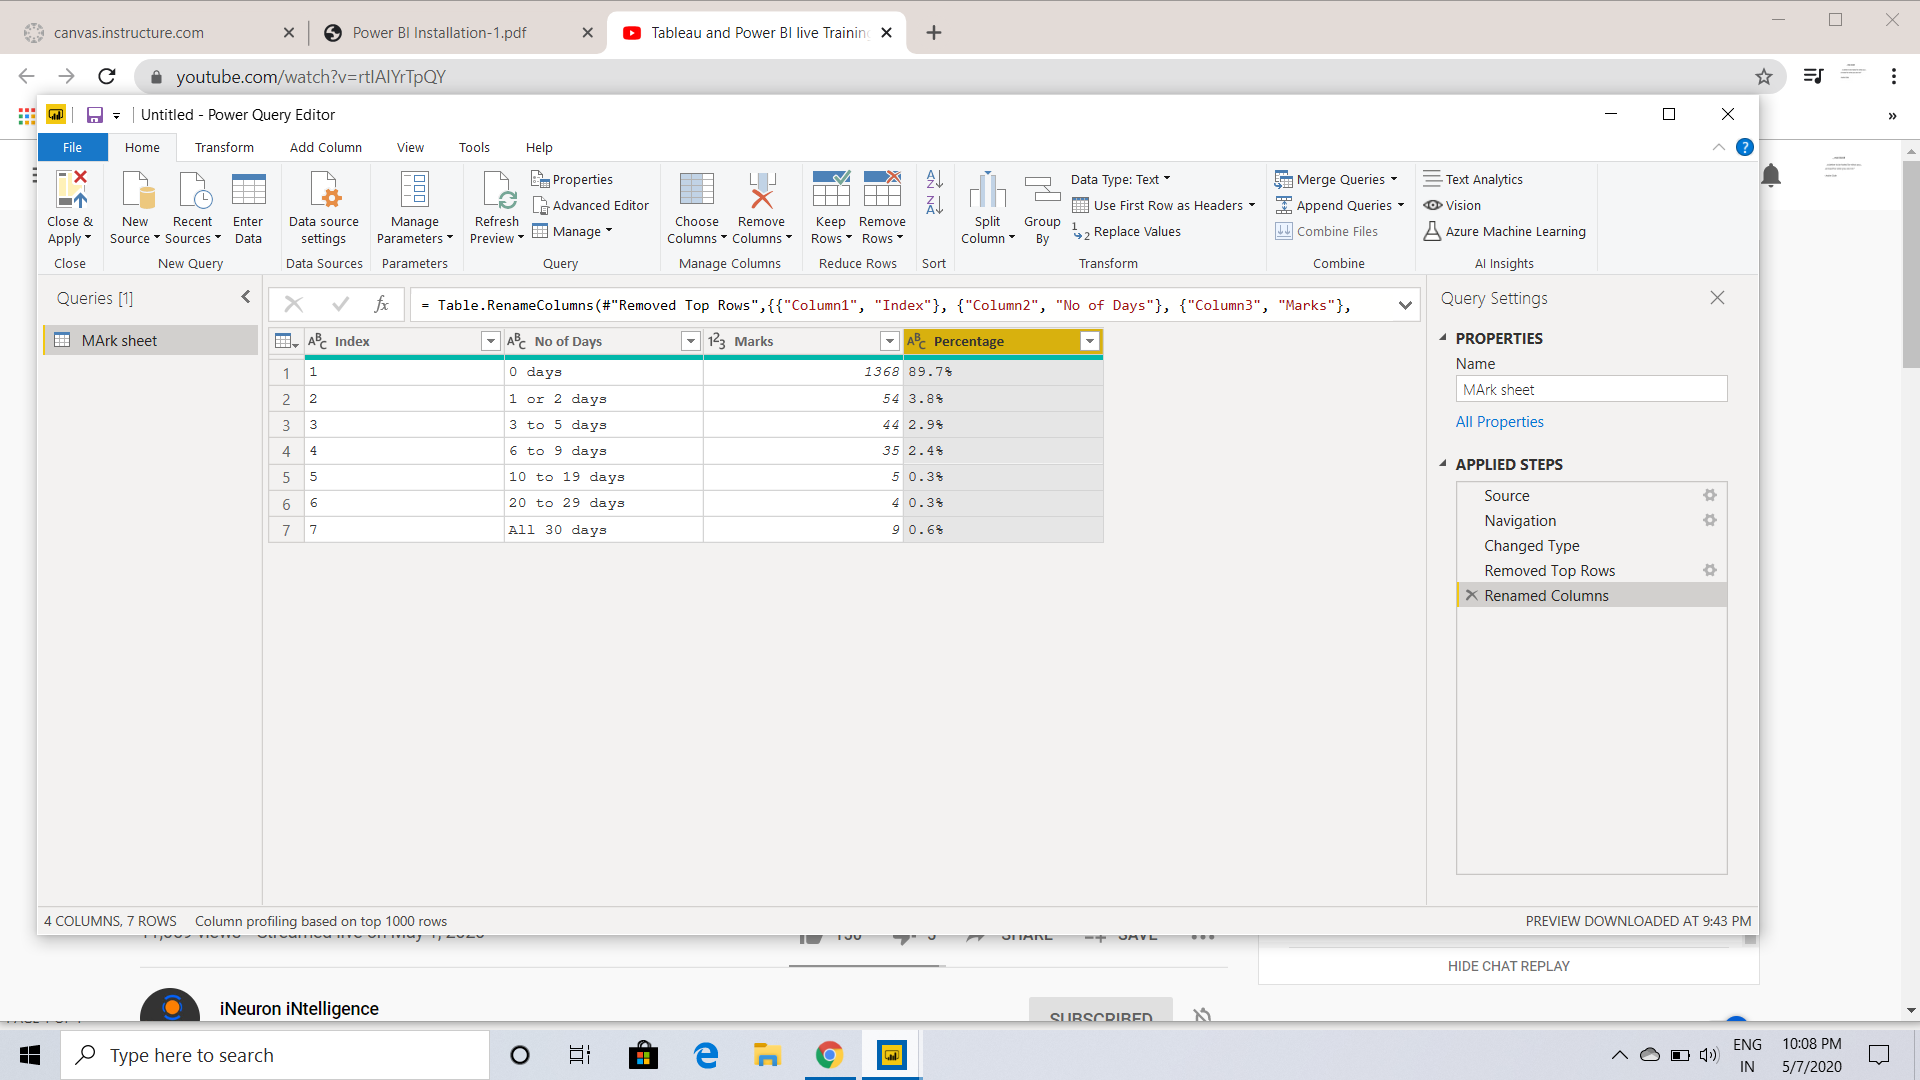 canvas.instructure.com
Power BI Installation-1.pdf
Tableau and Power BI live Training
youtube.com/watch?v=rtIAIYrTpQY
Untitled - Power Query Editor
File Home Transform Add Column View Tools Help
Close & Apply
New Source
Recent Sources
Enter Data
Data source settings
Manage Parameters
Refresh Preview
Properties
Advanced Editor
Manage
Choose Columns
Remove Columns
Keep Rows
Remove Rows
Split Column
Group By
Data Type: Text
Use First Row as Headers
Replace Values
Merge Queries
Append Queries
Combine Files
Text Analytics
Vision
Azure Machine Learning
Close New Query Data Sources Parameters Query Manage Columns Reduce Rows Sort Transform Combine AI Insights
Queries [1]
MArk sheet
= Table.RenameColumns(#"Removed Top Rows",{{"Column1", "Index"}, {"Column2", "No of Days"}, {"Column3", "Marks"},
Index No of Days Marks Percentage
1 1 0 days 1368 89.7%
2 2 1 or 2 days 54 3.8%
3 3 3 to 5 days 44 2.9%
4 4 6 to 9 days 35 2.4%
5 5 10 to 19 days 5 0.3%
6 6 20 to 29 days 4 0.3%
7 7 All 30 days 9 0.6%
Query Settings
PROPERTIES
Name
MArk sheet
All Properties
APPLIED STEPS
Source
Navigation
Changed Type
Removed Top Rows
Renamed Columns
4 COLUMNS, 7 ROWS Column profiling based on top 1000 rows
PREVIEW DOWNLOADED AT 9:43 PM
SHARE SAVE
HIDE CHAT REPLAY
iNeuron iNtelligence
SUBSCRIBED
Type here to search
ENG
IN
10:08 PM
5/7/2020